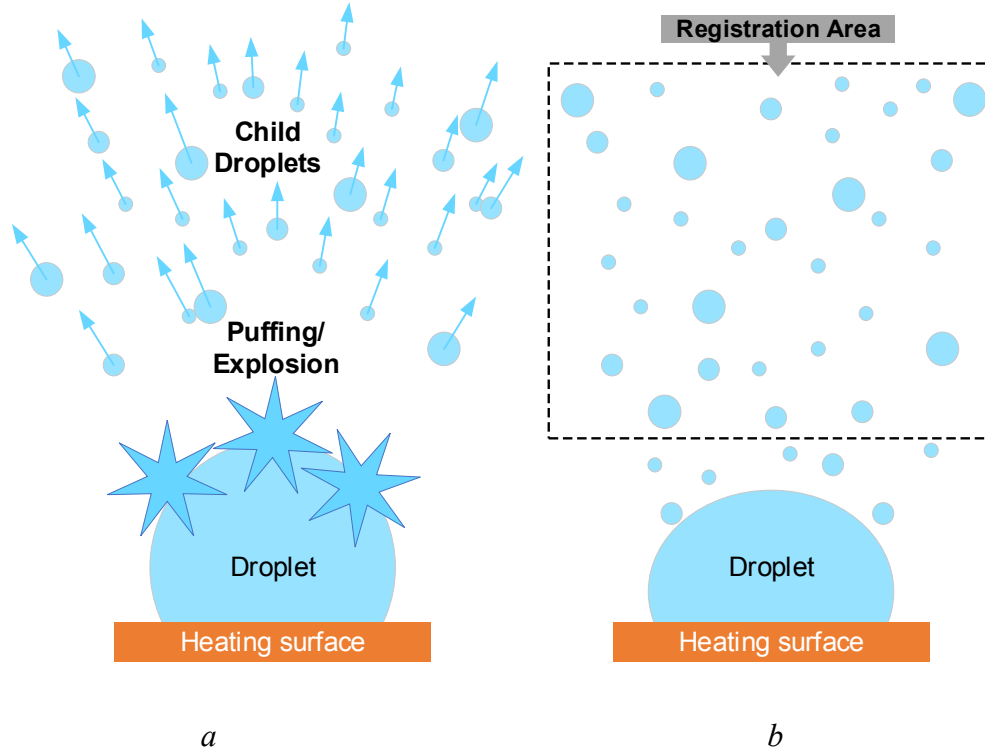 Registration Area
Child
Droplets
Puffing/
Explosion
Droplet
Droplet
Heating surface
Heating surface
a
b